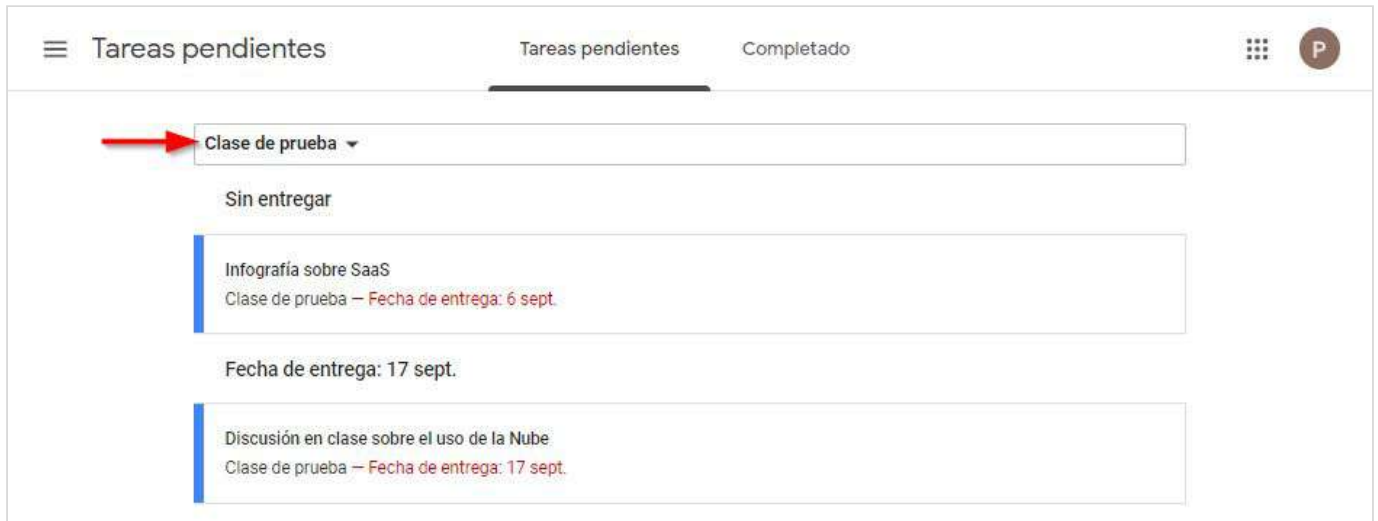 Tareas pendientes
Tareas pendientes
Completado
P
Clase de prueba
Sin entregar
Infografía sobre SaaS
Clase de prueba — Fecha de entrega: 6 sept.
Fecha de entrega: 17 sept.
Discusión en clase sobre el uso de la Nube
Clase de prueba — Fecha de entrega: 17 sept.